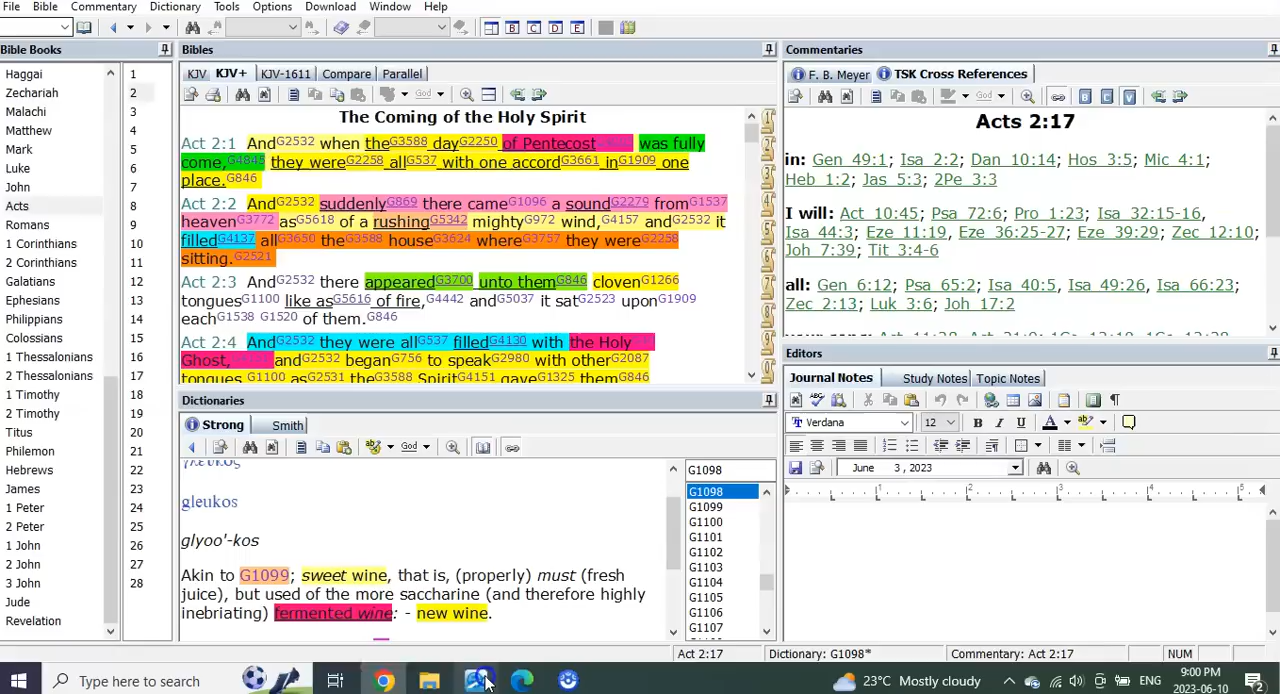 File Bible Commentary Dictionary Tools Options Download Window Help
B C D E
Bible Books
Haggai
Zechariah
Malachi
Matthew
Mark
Luke
John
Acts
Romans
1 Corinthians
2 Corinthians
Galatians
Ephesians
Philippians
Colossians
1 Thessalonians
2 Thessalonians
1 Timothy
2 Timothy
Titus
Philemon
Hebrews
James
1 Peter
2 Peter
1 John
2 John
3 John
Jude
Revelation
1
2
3
4
5
6
7
8
9
10
11
12
13
14
15
16
17
18
19
20
21
22
23
24
25
26
27
28
Bibles
KJV KJV+ KJV-1611 Compare Parallel
God
The Coming of the Holy Spirit
Act 2:1 AndG2532 when theG3588 dayG2250 of Pentecost was fully
come,G4845 they wereG2258 allG537 with one accordG3661 inG1909 one
place.G846
Act 2:2 AndG2532 suddenlyG869 there cameG1096 a soundG2279 fromG1537
heavenG3772 asG5618 of a rushingG5342 mightyG972 wind,G4157 andG2532 it
filledG4137 allG3650 theG3588 houseG3624 whereG3757 they wereG2258
sitting.G2521
Act 2:3 AndG2532 there appearedG3700 unto themG846 clovenG1266
tonguesG1100 like asG5616 of fire,G4442 andG5037 it satG2523 uponG1909
eachG1538 G1520 of them.G846
Act 2:4 AndG2532 they were allG537 filledG4130 with the Holy
Ghost, andG2532 beganG756 to speakG2980 with otherG2087
tonguesG1100 asG2531 theG3588 SpiritG4151 gaveG1325 themG846
Dictionaries
Strong Smith
God
γλεῦκος
gleukos
glyoo'-kos
Akin to G1099; sweet wine, that is, (properly) must (fresh
juice), but used of the more saccharine (and therefore highly
inebriating) fermented wine: - new wine.
G1098
G1098
G1099
G1100
G1101
G1102
G1103
G1104
G1105
G1106
G1107
Commentaries
F. B. Meyer TSK Cross References
God B C V
Acts 2:17
in: Gen 49:1; Isa 2:2; Dan 10:14; Hos 3:5; Mic 4:1;
Heb 1:2; Jas 5:3; 2Pe 3:3
I will: Act 10:45; Psa 72:6; Pro 1:23; Isa 32:15-16,
Isa 44:3; Eze 11:19, Eze 36:25-27, Eze 39:29; Zec 12:10;
Joh 7:39; Tit 3:4-6
all: Gen 6:12; Psa 65:2; Isa 40:5, Isa 49:26, Isa 66:23;
Zec 2:13; Luk 3:6; Joh 17:2
Editors
Journal Notes Study Notes Topic Notes
Verdana 12 B I U A ab
June 3, 2023
1 2 3 4 5
Act 2:17 Dictionary: G1098* Commentary: Act 2:17 NUM
Type here to search
23°C Mostly cloudy
ENG
9:00 PM
2023-06-10
2